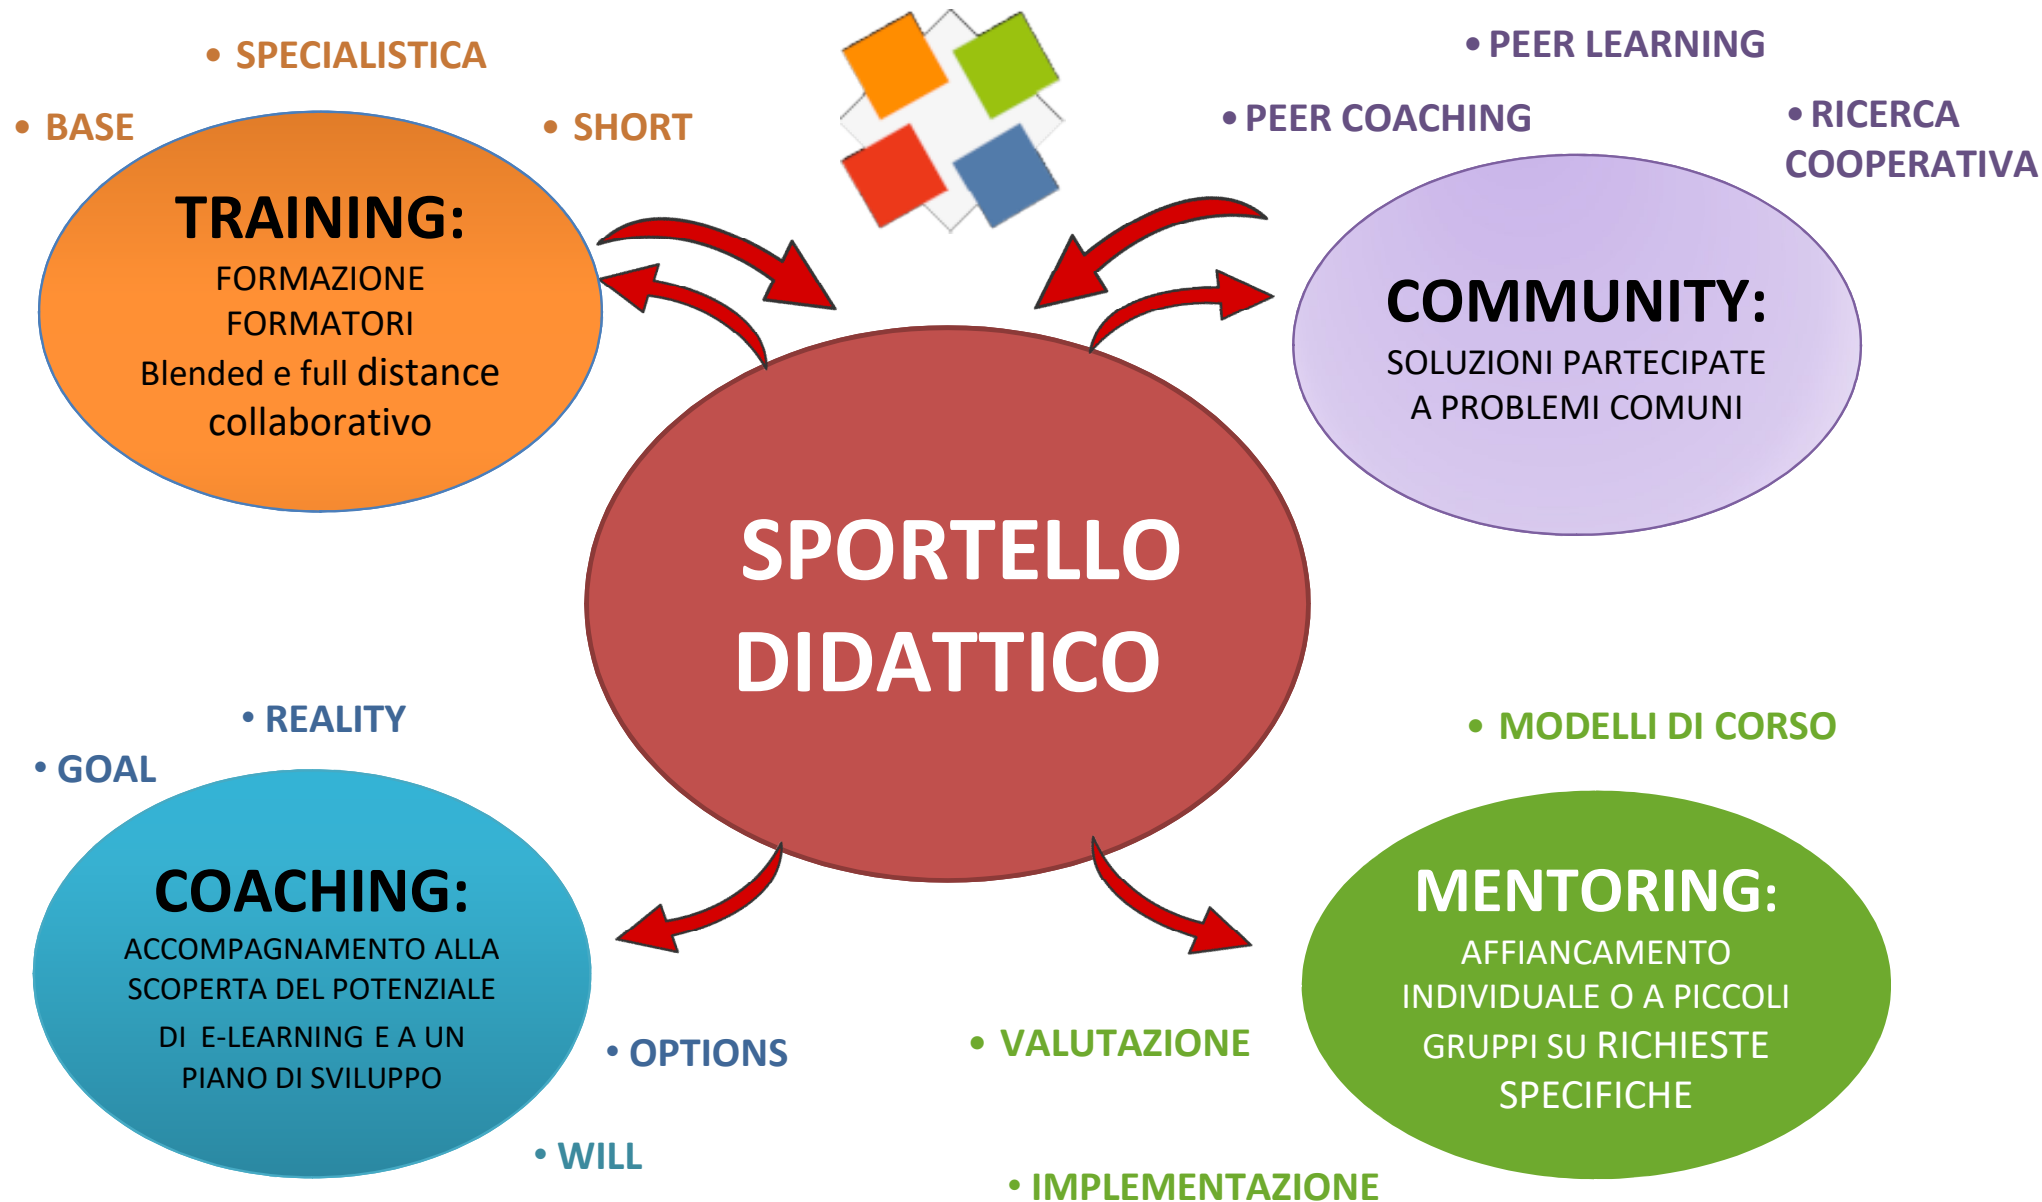 • SPECIALISTICA
• BASE
• SHORT
TRAINING:
FORMAZIONE
FORMATORI
Blended e full distance
collaborativo
• PEER LEARNING
• PEER COACHING
• RICERCA
COOPERATIVA
COMMUNITY:
SOLUZIONI PARTECIPATE
A PROBLEMI COMUNI
SPORTELLO
DIDATTICO
• REALITY
• GOAL
COACHING:
ACCOMPAGNAMENTO ALLA
SCOPERTA DEL POTENZIALE
DI E-LEARNING E A UN
PIANO DI SVILUPPO
• OPTIONS
• WILL
• MODELLI DI CORSO
MENTORING:
AFFIANCAMENTO
INDIVIDUALE O A PICCOLI
GRUPPI SU RICHIESTE
SPECIFICHE
• VALUTAZIONE
• IMPLEMENTAZIONE